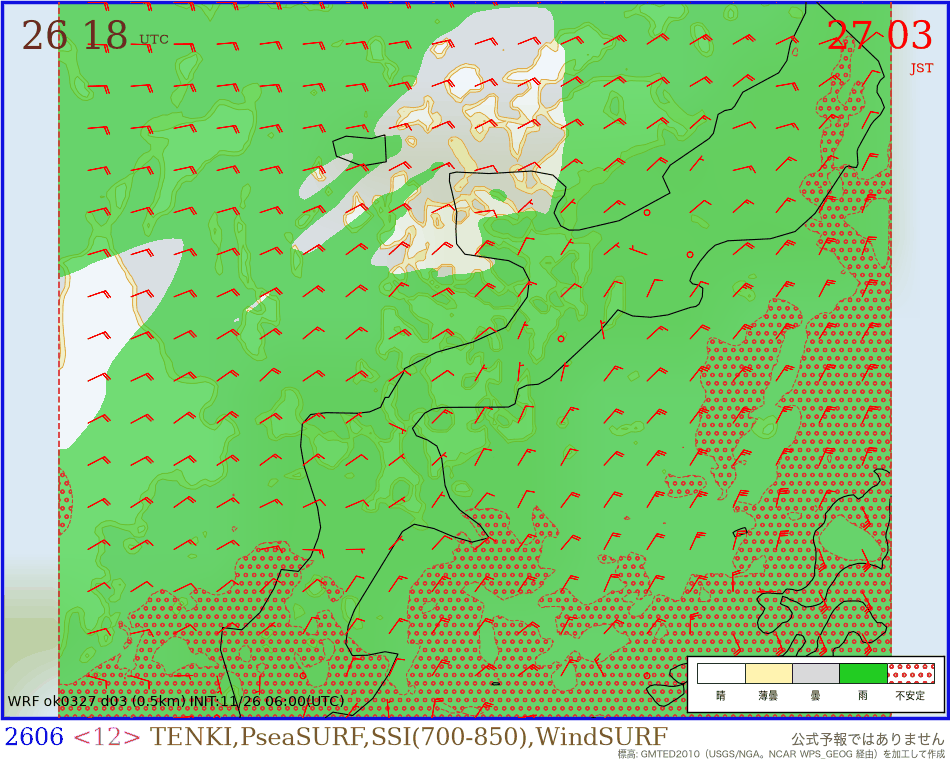 26 18 UTC
27 03
JST
晴 薄曇 曇 雨 不安定
WRF ok0327 d03 (0.5km) INIT:11/26 06:00(UTC)
2606 <12> TENKI,PseaSURF,SSI(700-850),WindSURF
公式予報ではありません
標高: GMTED2010（USGS/NGA。NCAR WPS_GEOG 経由）を加工して作成